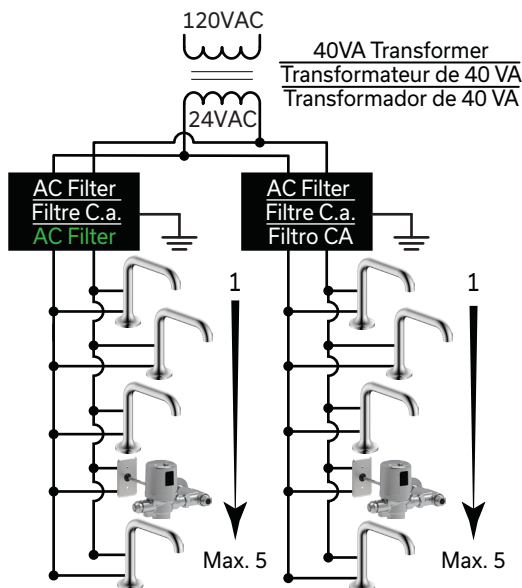 120VAC
40VA Transformer
Transformateur de 40 VA
Transformador de 40 VA
24VAC
AC Filter
Filtre C.a.
AC Filter
AC Filter
Filtre C.a.
Filtro CA
1
1
Max. 5
Max. 5